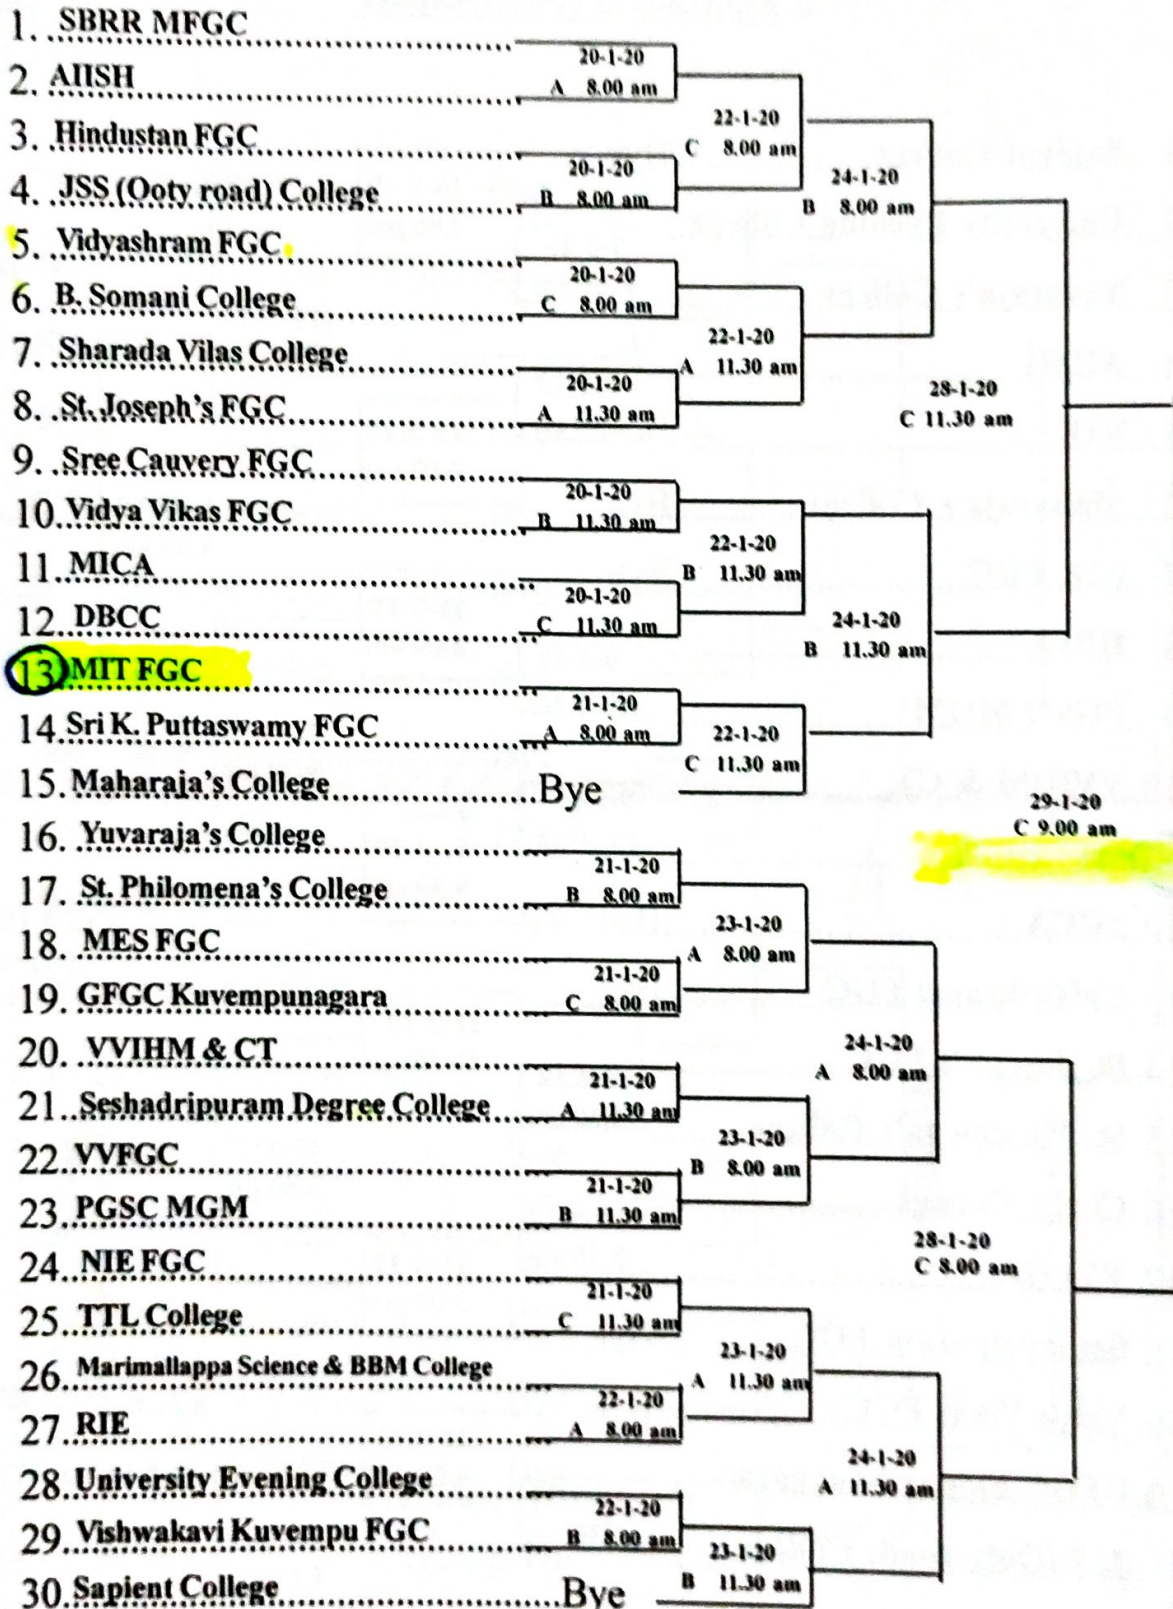 1. SBRR MFGC
20-1-20
A 8.00 am
2. AIISH
22-1-20
C 8.00 am
3. Hindustan FGC
20-1-20
B 8.00 am
4. JSS (Ooty road) College
24-1-20
B 8.00 am
5. Vidyashram FGC
20-1-20
C 8.00 am
6. B. Somani College
22-1-20
A 11.30 am
7. Sharada Vilas College
20-1-20
A 11.30 am
8. St. Joseph's FGC
28-1-20
C 11.30 am
9. Sree Cauvery FGC
20-1-20
B 11.30 am
10. Vidya Vikas FGC
22-1-20
B 11.30 am
11. MICA
20-1-20
C 11.30 am
12. DBCC
24-1-20
B 11.30 am
13 MIT FGC
21-1-20
A 8.00 am
14. Sri K. Puttaswamy FGC
22-1-20
C 11.30 am
15. Maharaja's College Bye
29-1-20
C 9.00 am
16. Yuvaraja's College
21-1-20
B 8.00 am
17. St. Philomena's College
23-1-20
A 8.00 am
18. MES FGC
21-1-20
C 8.00 am
19. GFGC Kuvempunagara
24-1-20
A 8.00 am
20. VVIHM & CT
21-1-20
A 11.30 am
21. Seshadripuram Degree College
23-1-20
B 8.00 am
22. VVFGC
21-1-20
B 11.30 am
23. PGSC MGM
28-1-20
C 8.00 am
24. NIE FGC
21-1-20
C 11.30 am
25. TTL College
23-1-20
A 11.30 am
26. Marimallappa Science & BBM College
22-1-20
A 8.00 am
27. RIE
24-1-20
A 11.30 am
28. University Evening College
22-1-20
B 8.00 am
29. Vishwakavi Kuvempu FGC
23-1-20
B 11.30 am
30. Sapient College Bye